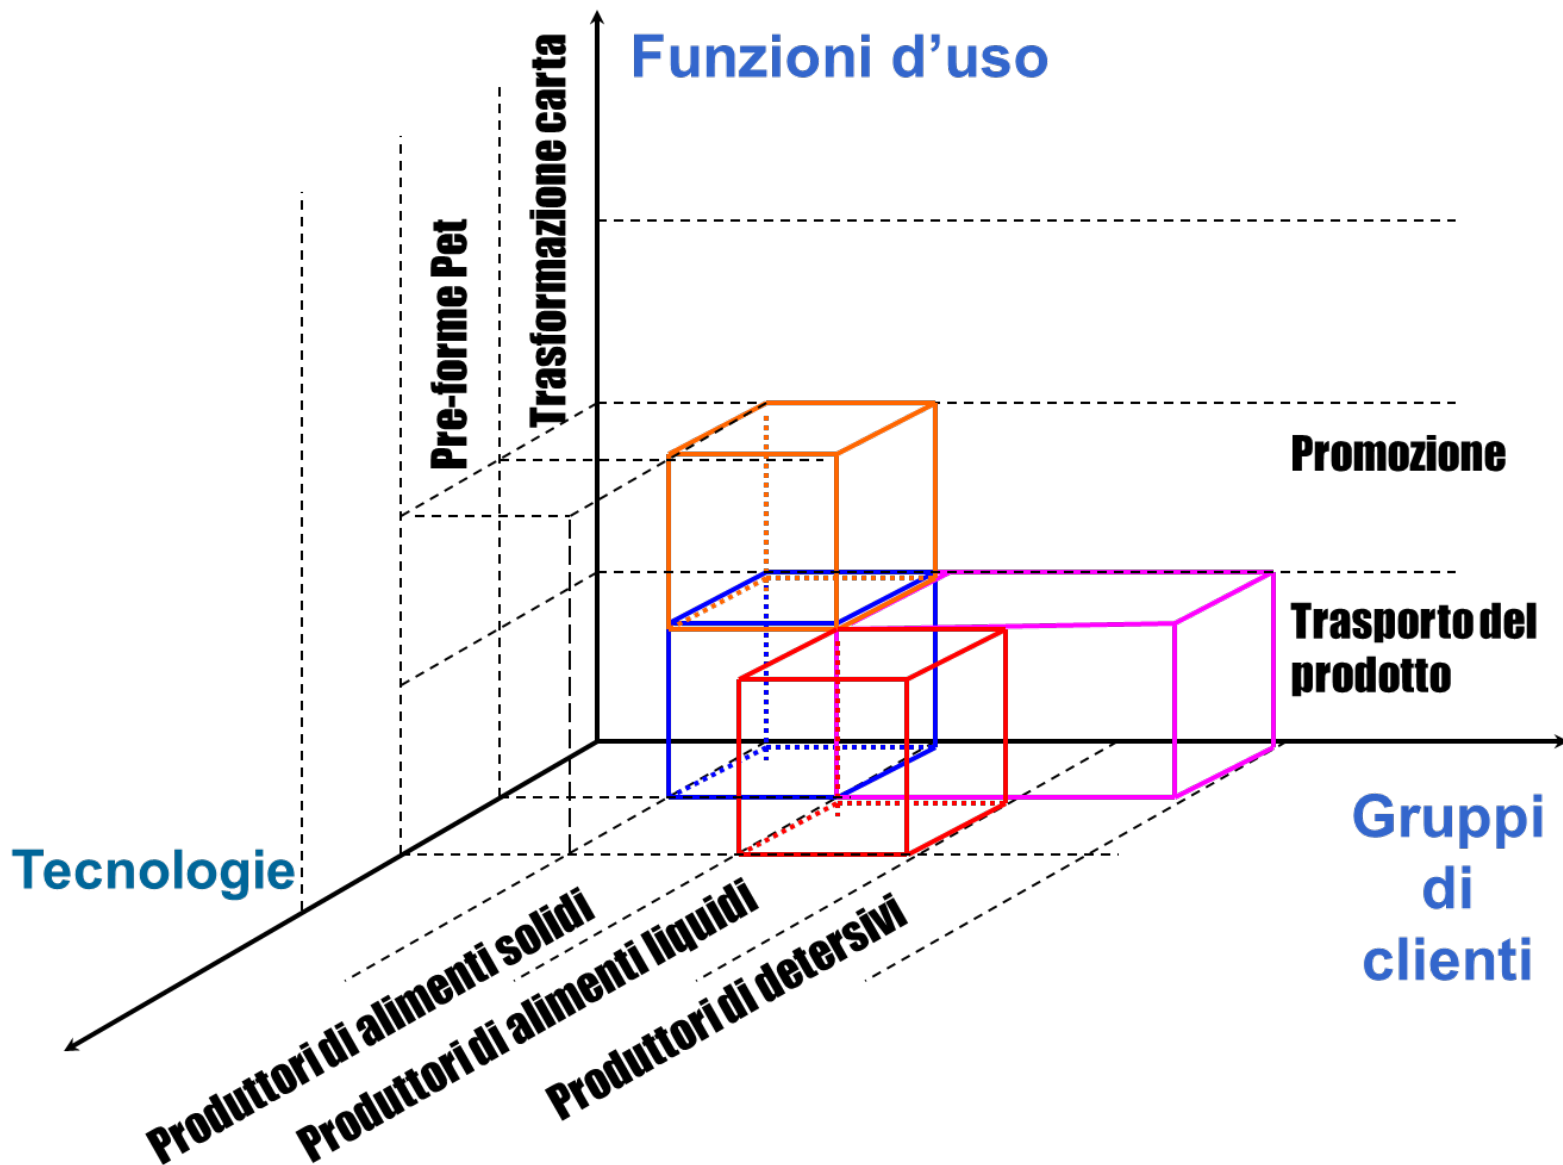 Funzioni d’uso
Trasformazione carta
Pre-forme Pet
Promozione
Trasporto del
prodotto
Gruppi
di
clienti
Tecnologie
Produttori di alimenti solidi
Produttori di alimenti liquidi
Produttori di detersivi